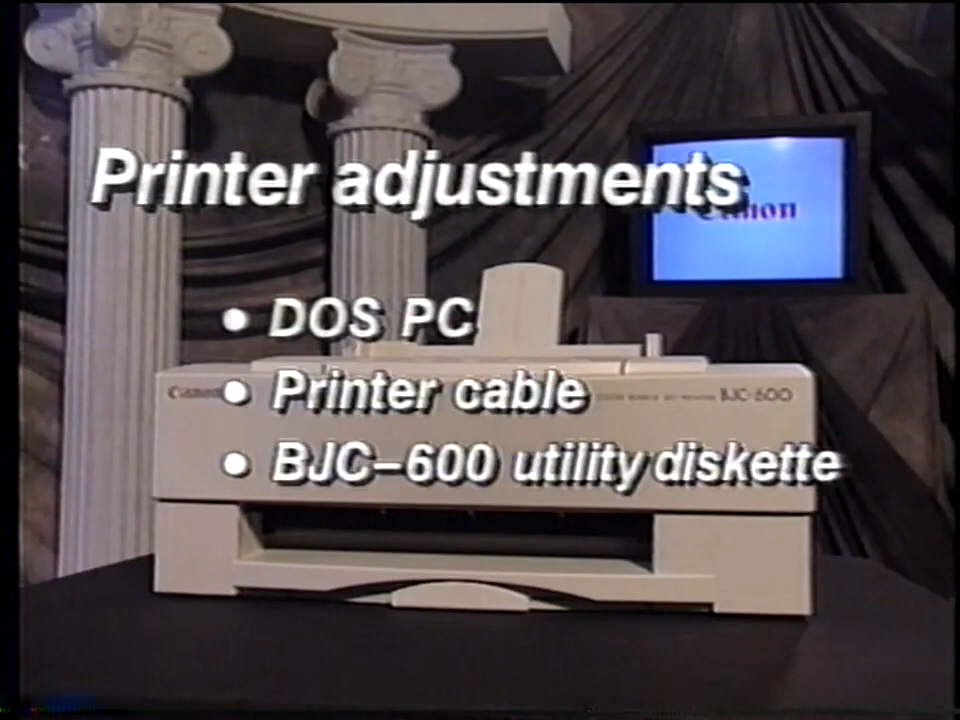 Printer adjustments
Canon
• DOS PC
• Printer cable
Canon
BJC-600
• BJC–600 utility diskette